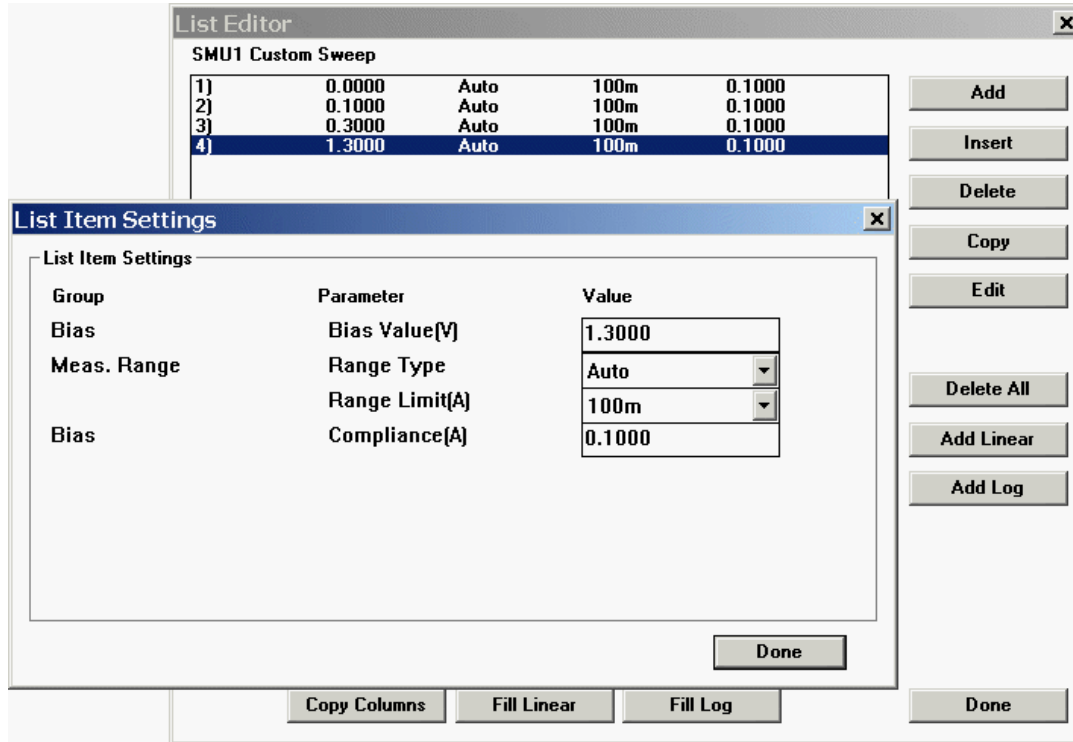 List Editor
SMU1 Custom Sweep
1) 0.0000 Auto 100m 0.1000
2) 0.1000 Auto 100m 0.1000
3) 0.3000 Auto 100m 0.1000
4) 1.3000 Auto 100m 0.1000
Add
Insert
Delete
Copy
Edit
Delete All
Add Linear
Add Log
List Item Settings
List Item Settings
Group Parameter Value
Bias Bias Value(V) 1.3000
Meas. Range Range Type Auto
Range Limit(A) 100m
Bias Compliance(A) 0.1000
Done
Copy Columns Fill Linear Fill Log Done